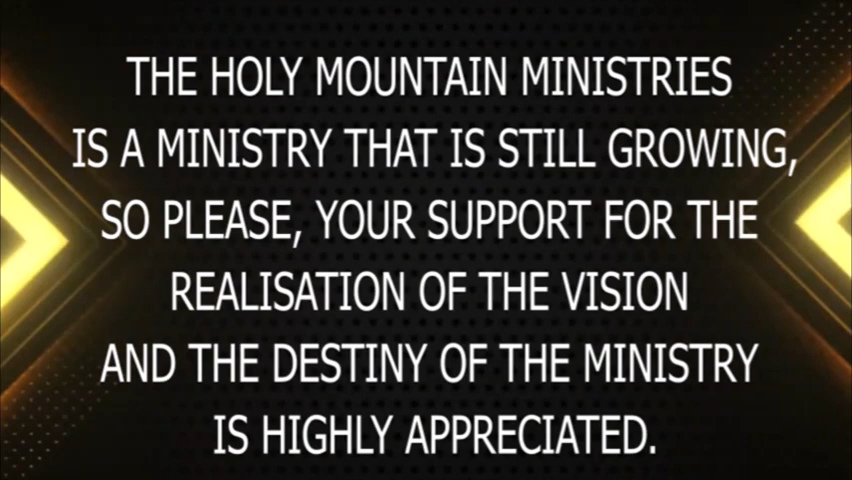 THE HOLY MOUNTAIN MINISTRIES
IS A MINISTRY THAT IS STILL GROWING,
SO PLEASE, YOUR SUPPORT FOR THE
REALISATION OF THE VISION
AND THE DESTINY OF THE MINISTRY
IS HIGHLY APPRECIATED.